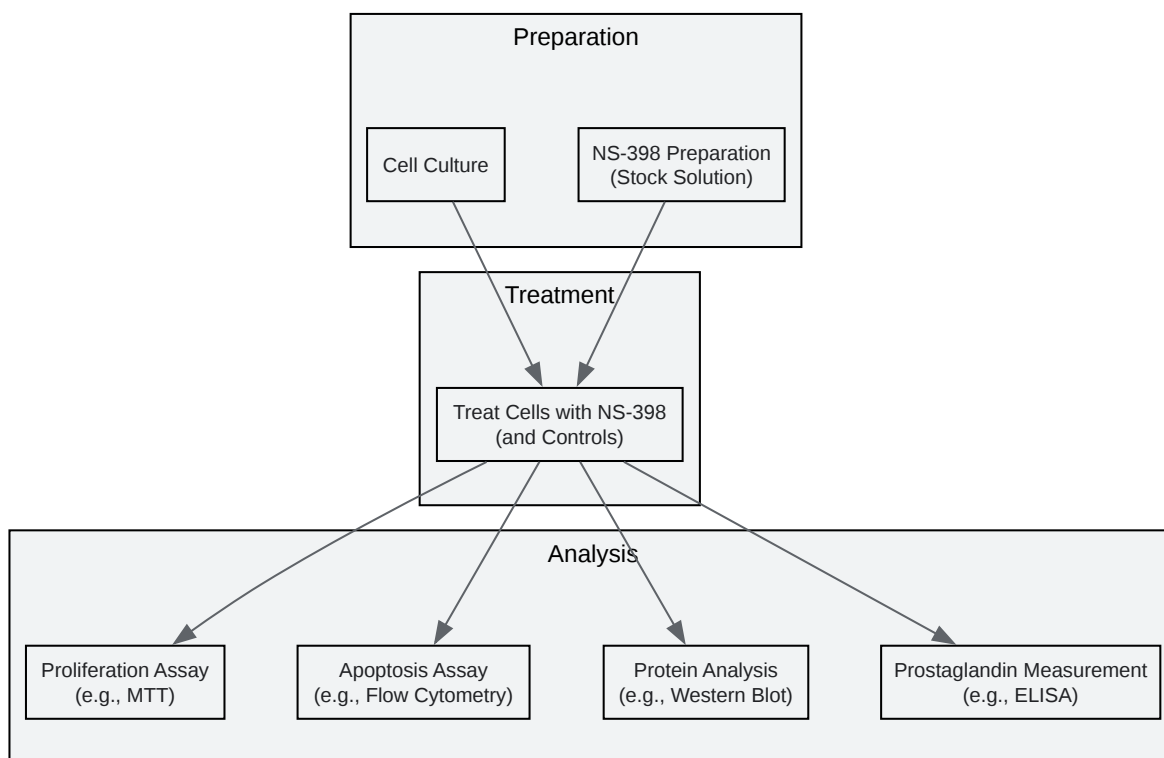 Preparation
Cell Culture
NS-398 Preparation
(Stock Solution)
Treatment
Treat Cells with NS-398
(and Controls)
Analysis
Proliferation Assay
(e.g., MTT)
Apoptosis Assay
(e.g., Flow Cytometry)
Protein Analysis
(e.g., Western Blot)
Prostaglandin Measurement
(e.g., ELISA)